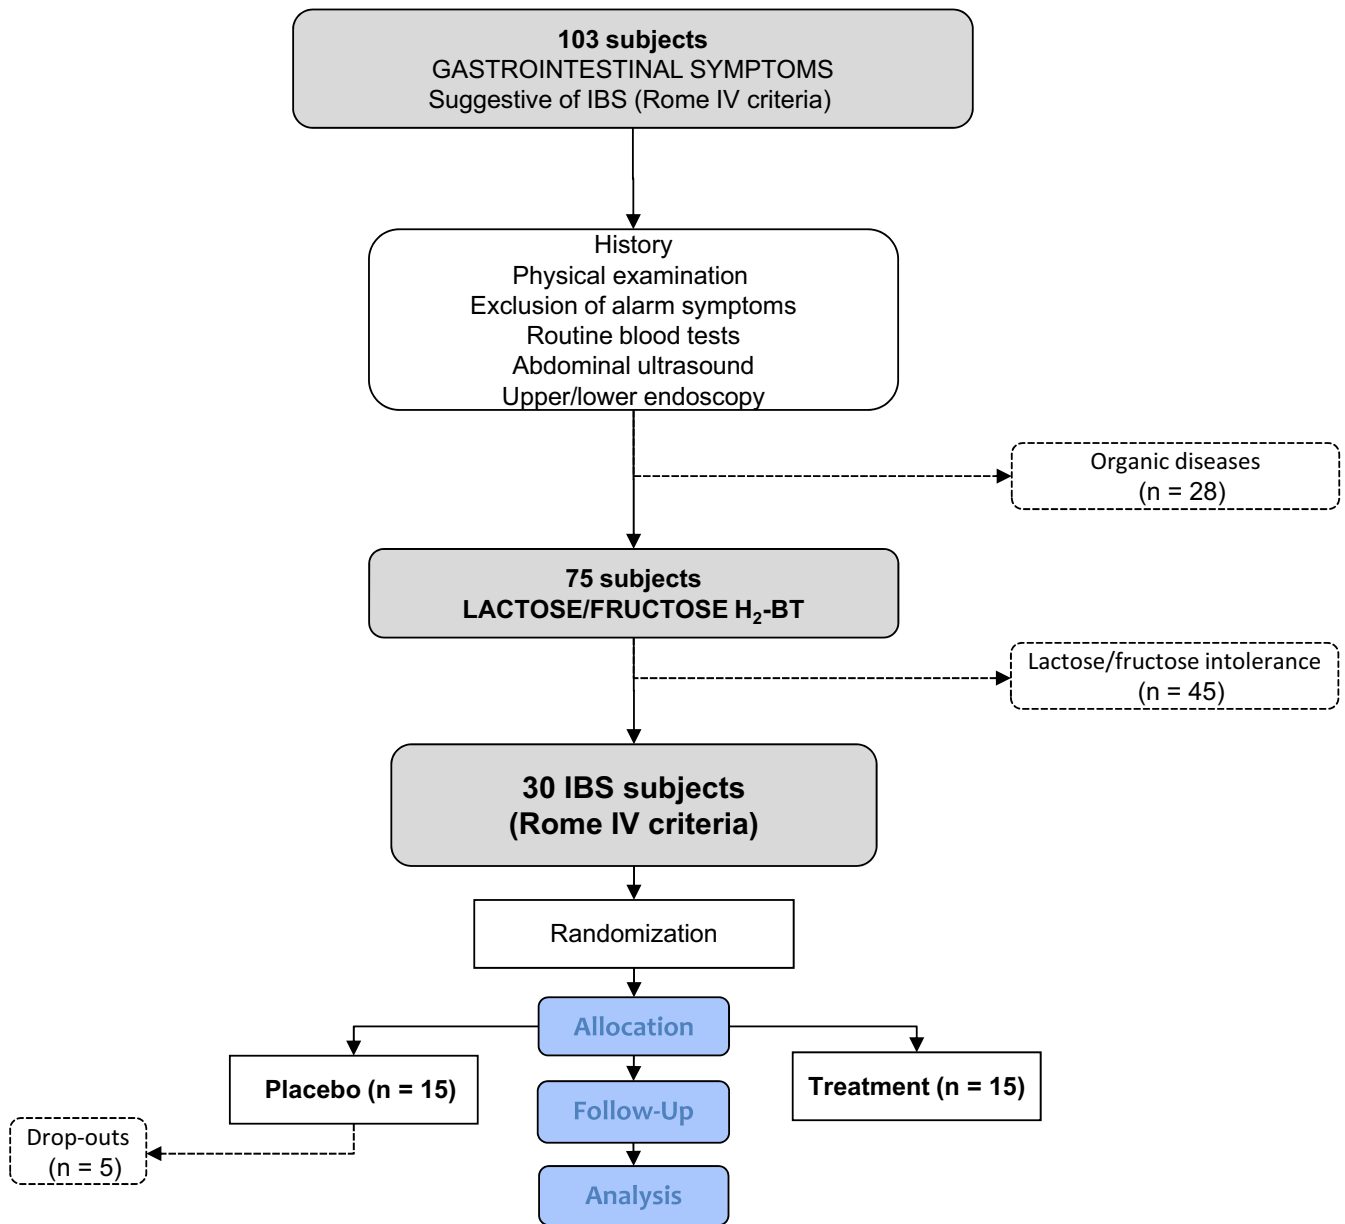 103 subjects
GASTROINTESTINAL SYMPTOMS
Suggestive of IBS (Rome IV criteria)
History
Physical examination
Exclusion of alarm symptoms
Routine blood tests
Abdominal ultrasound
Upper/lower endoscopy
Organic diseases
(n = 28)
75 subjects
LACTOSE/FRUCTOSE H₂-BT
Lactose/fructose intolerance
(n = 45)
30 IBS subjects
(Rome IV criteria)
Randomization
Allocation
Placebo (n = 15)
Treatment (n = 15)
Follow-Up
Drop-outs
(n = 5)
Analysis